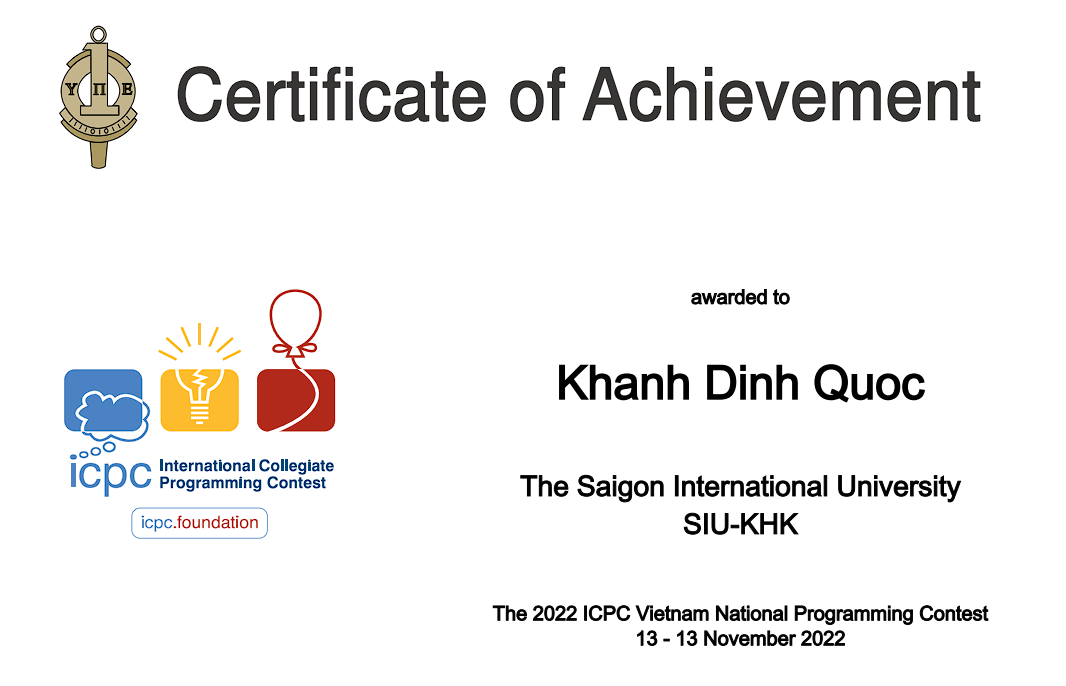 Υ Π Ε
Certificate of Achievement
awarded to
Khanh Dinh Quoc
icpc International Collegiate
Programming Contest
icpc.foundation
The Saigon International University
SIU-KHK
The 2022 ICPC Vietnam National Programming Contest
13 - 13 November 2022